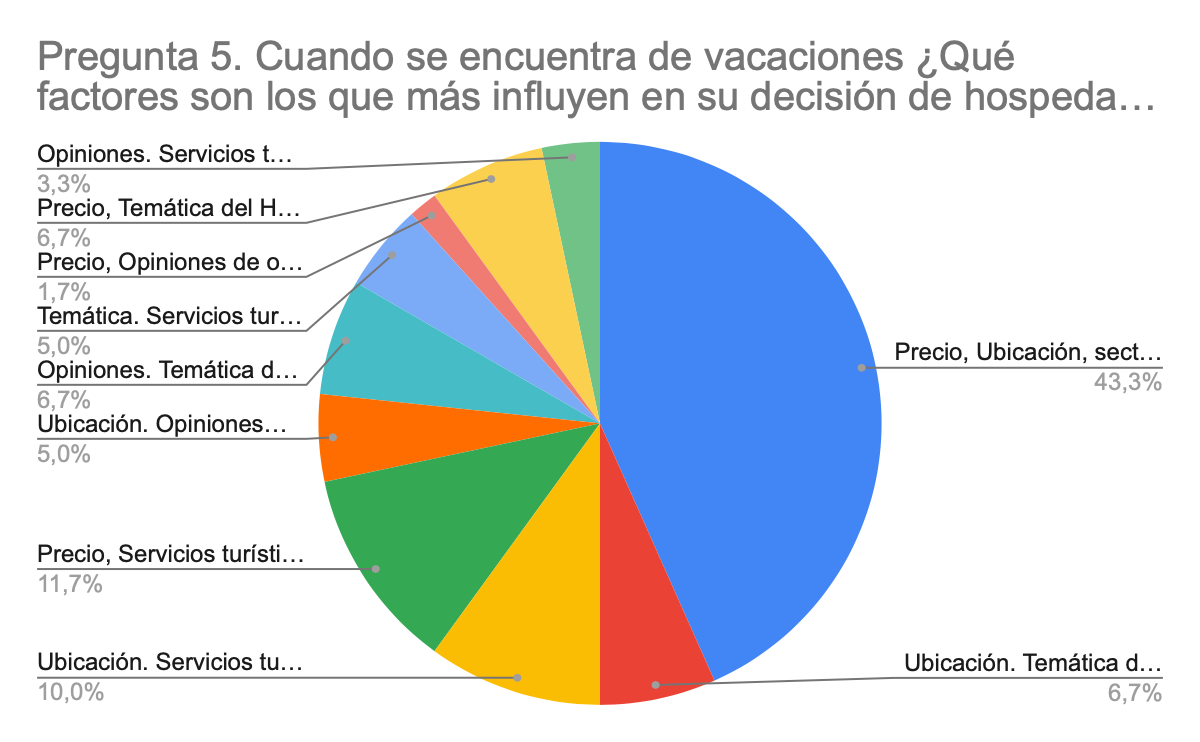 Pregunta 5. Cuando se encuentra de vacaciones ¿Qué
factores son los que más influyen en su decisión de hospeda…
Opiniones. Servicios t…
3,3%
Precio, Temática del H…
6,7%
Precio, Opiniones de o…
1,7%
Temática. Servicios tur…
5,0%
Opiniones. Temática d…
6,7%
Ubicación. Opiniones…
5,0%
Precio, Servicios turísti…
11,7%
Ubicación. Servicios tu…
10,0%
Precio, Ubicación, sect…
43,3%
Ubicación. Temática d…
6,7%